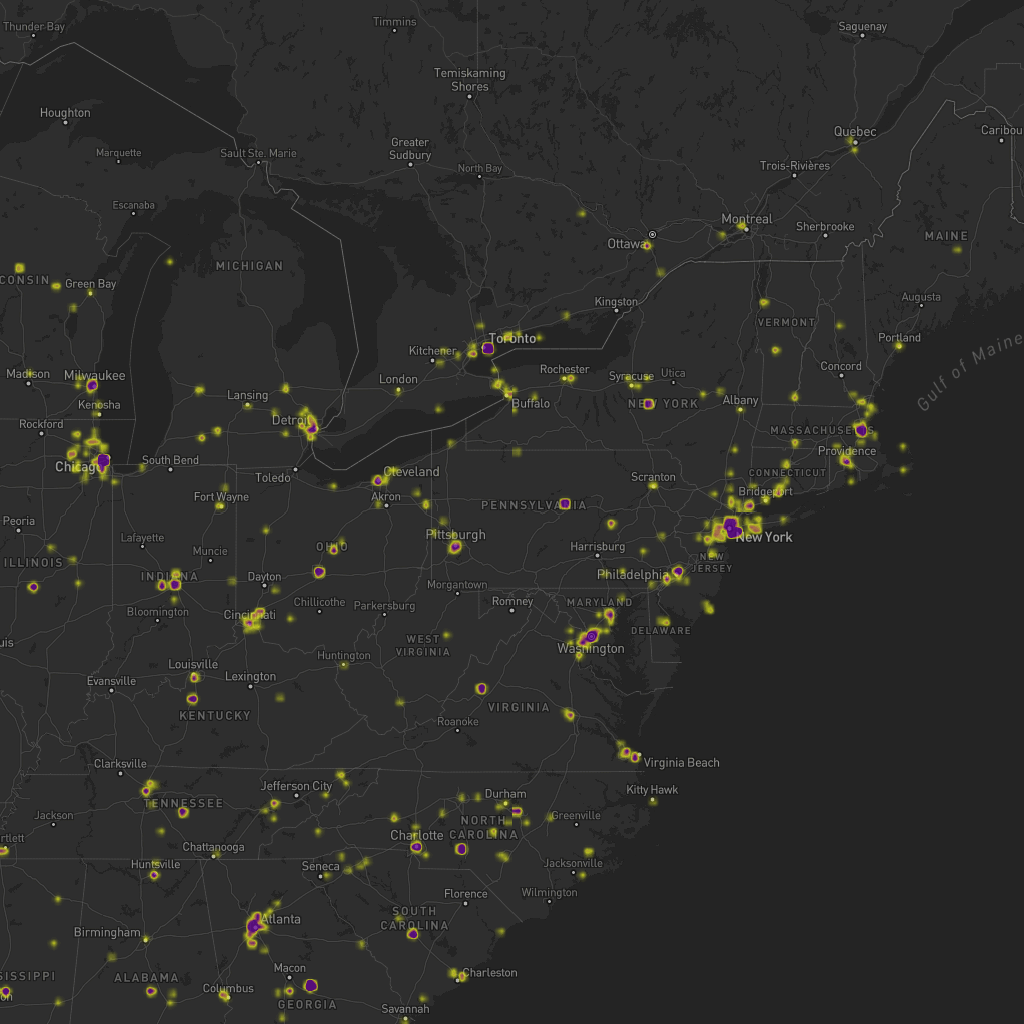 Thunder Bay
Timmins
Saguenay
Temiskaming
Shores
Houghton
Quebec
Caribou
Marquette
Sault Ste. Marie
Greater
Sudbury
North Bay
Trois-Rivières
Escanaba
Montreal
Sherbrooke
Ottawa
MAINE
MICHIGAN
CONSIN
Green Bay
Kingston
Augusta
VERMONT
Toronto
Portland
Gulf of Maine
Kitchener
Madison
Milwaukee
London
Rochester
Syracuse
Utica
Concord
Kenosha
Lansing
Buffalo
NEW YORK
Albany
Rockford
Detroit
MASSACHUSETTS
Providence
Chicago
South Bend
Toledo
Cleveland
Scranton
CONNECTICUT
Fort Wayne
Akron
Bridgeport
PENNSYLVANIA
Peoria
Lafayette
OHIO
Pittsburgh
Harrisburg
New York
Muncie
NEW
JERSEY
ILLINOIS
INDIANA
Dayton
Morgantown
Philadelphia
Bloomington
Chillicothe
Parkersburg
Romney
MARYLAND
Cincinnati
DELAWARE
uis
WEST
VIRGINIA
Washington
Huntington
Louisville
Evansville
Lexington
KENTUCKY
VIRGINIA
Roanoke
Clarksville
Virginia Beach
Jefferson City
Durham
Kitty Hawk
TENNESSEE
Jackson
NORTH
CAROLINA
Greenville
rtlett
Charlotte
Chattanooga
Huntsville
Seneca
Jacksonville
Florence
Wilmington
Atlanta
SOUTH
CAROLINA
Birmingham
SISSIPPI
ALABAMA
Macon
Charleston
on
Columbus
GEORGIA
Savannah